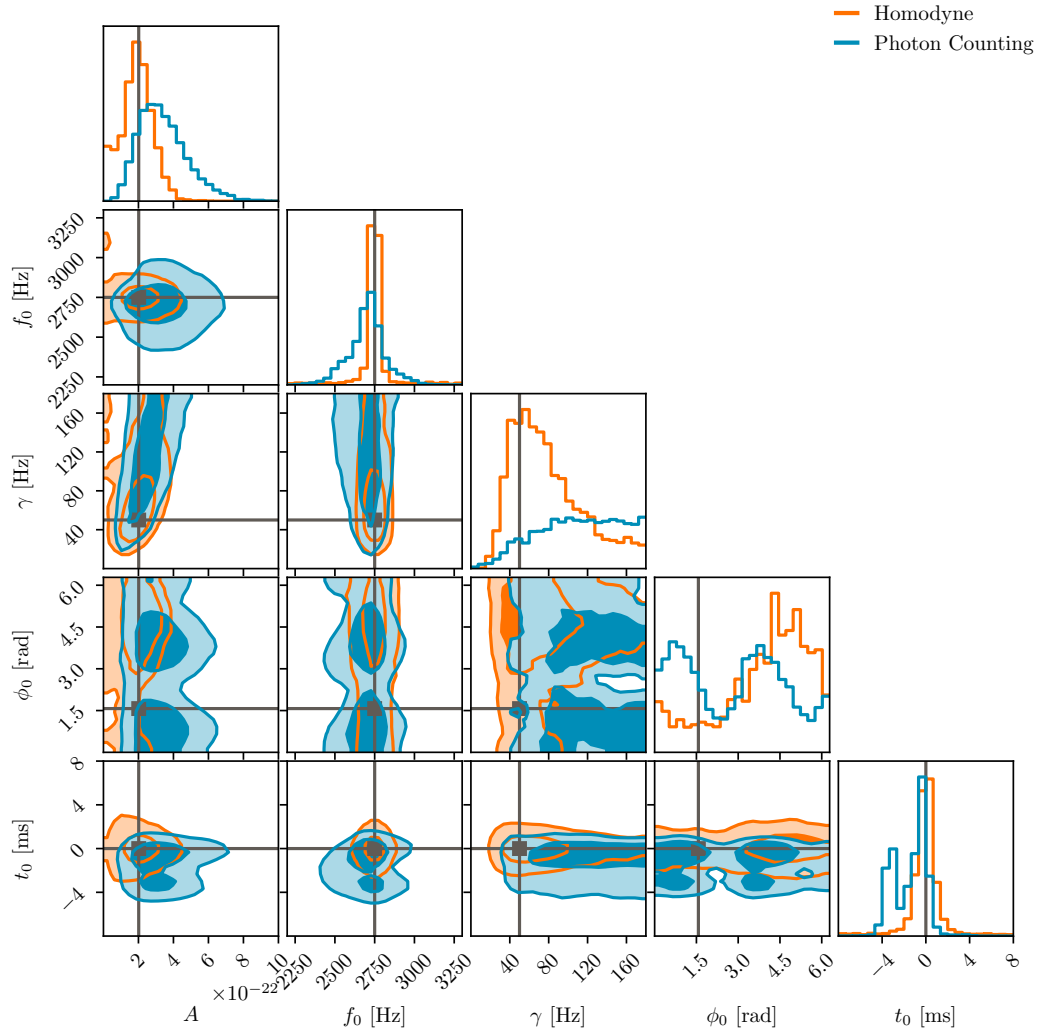 Homodyne
Photon Counting
3250
3000
2750
2500
2250
f₀ [Hz]
160
120
80
40
γ [Hz]
6.0
4.5
3.0
1.5
ϕ₀ [rad]
8
4
0
−4
t₀ [ms]
2 4 6 8 10
×10⁻²²
A
2250 2500 2750 3000 3250
f₀ [Hz]
40 80 120 160
γ [Hz]
1.5 3.0 4.5 6.0
ϕ₀ [rad]
−4 0 4 8
t₀ [ms]